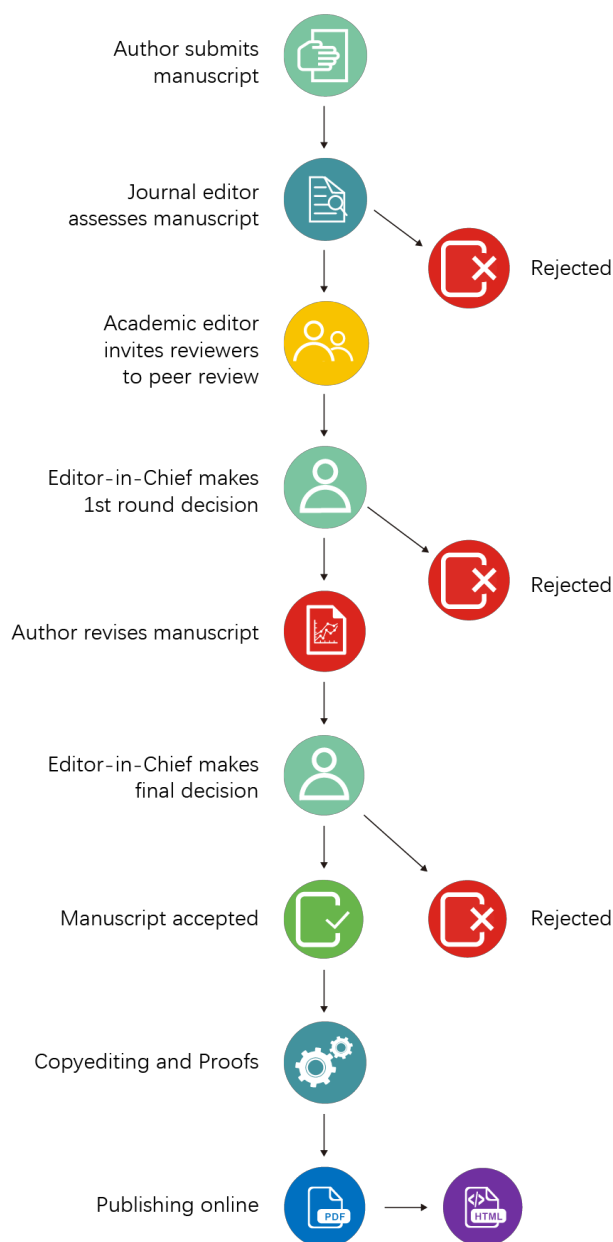 Author submits
manuscript
Journal editor
assesses manuscript
Rejected
Academic editor
invites reviewers
to peer review
Editor-in-Chief makes
1st round decision
Rejected
Author revises manuscript
Editor-in-Chief makes
final decision
Manuscript accepted
Rejected
Copyediting and Proofs
Publishing online
PDF
</>
HTML